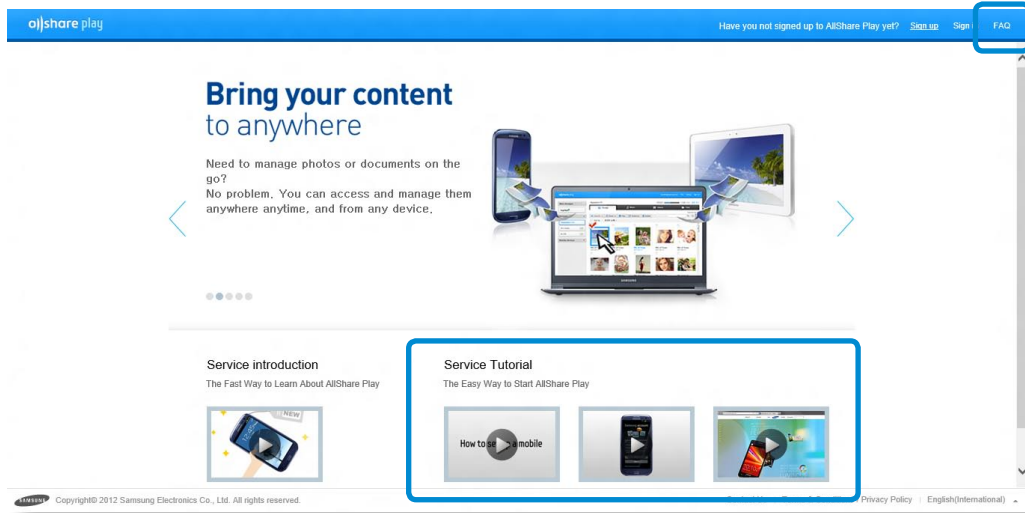 allshare play
Have you not signed up to AllShare Play yet? Sign up Sign FAQ
Bring your content
to anywhere
Need to manage photos or documents on the
go?
No problem, You can access and manage them
anywhere anytime, and from any device,
SAMSUNG
Service introduction
The Fast Way to Learn About AllShare Play
Service Tutorial
The Easy Way to Start AllShare Play
NEW
How to a mobile
SAMSUNG Copyright© 2012 Samsung Electronics Co., Ltd. All rights reserved.
Privacy Policy | English(International)